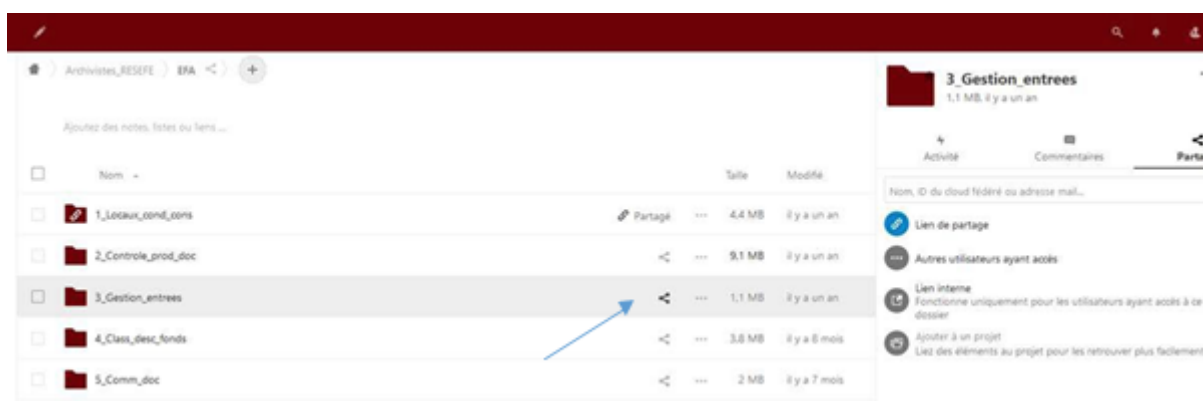 Archivistes_RESEFE EFA
Ajoutez des notes, listes ou liens ...
Nom Taille Modifié
1_Locaux_cond_cons Partagé 4,4 MB il y a un an
2_Controle_prod_doc 9,1 MB il y a un an
3_Gestion_entrees 1,1 MB il y a un an
4_Class_desc_fonds 3,8 MB il y a 8 mois
5_Comm_doc 2 MB il y a 7 mois
3_Gestion_entrees
1,1 MB, il y a un an
Activité Commentaires Parta
Nom, ID du cloud fédéré ou adresse mail...
Lien de partage
Autres utilisateurs ayant accès
Lien interne
Fonctionne uniquement pour les utilisateurs ayant accès à ce
dossier
Ajouter à un projet
Liez des éléments au projet pour les retrouver plus facilement